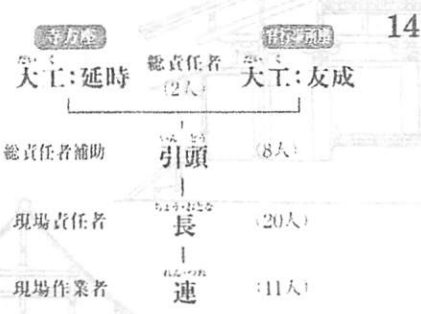 14
寺方座
官行事所座
だいく
大工:延時
総責任者
(2人)
だいく
大工:友成
総責任者補助
いんとう
引頭
(8人)
現場責任者
ちょう・おとな
長
(20人)
現場作業者
れん・つれ
連
(11人)